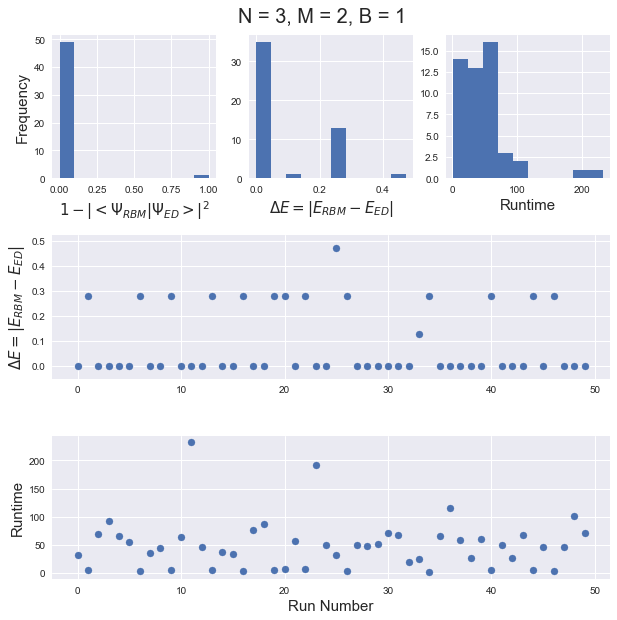 N = 3, M = 2, B = 1
Frequency
50
40
30
20
10
0
0.00 0.25 0.50 0.75 1.00
1 − |< Ψ_RBM|Ψ_ED >|²
30
20
10
0
0.0 0.2 0.4
ΔE = |E_RBM − E_ED|
15.0
12.5
10.0
7.5
5.0
2.5
0.0
0 100 200
Runtime
ΔE = |E_RBM − E_ED|
0.5
0.4
0.3
0.2
0.1
0.0
0 10 20 30 40 50
Runtime
200
150
100
50
0
0 10 20 30 40 50
Run Number